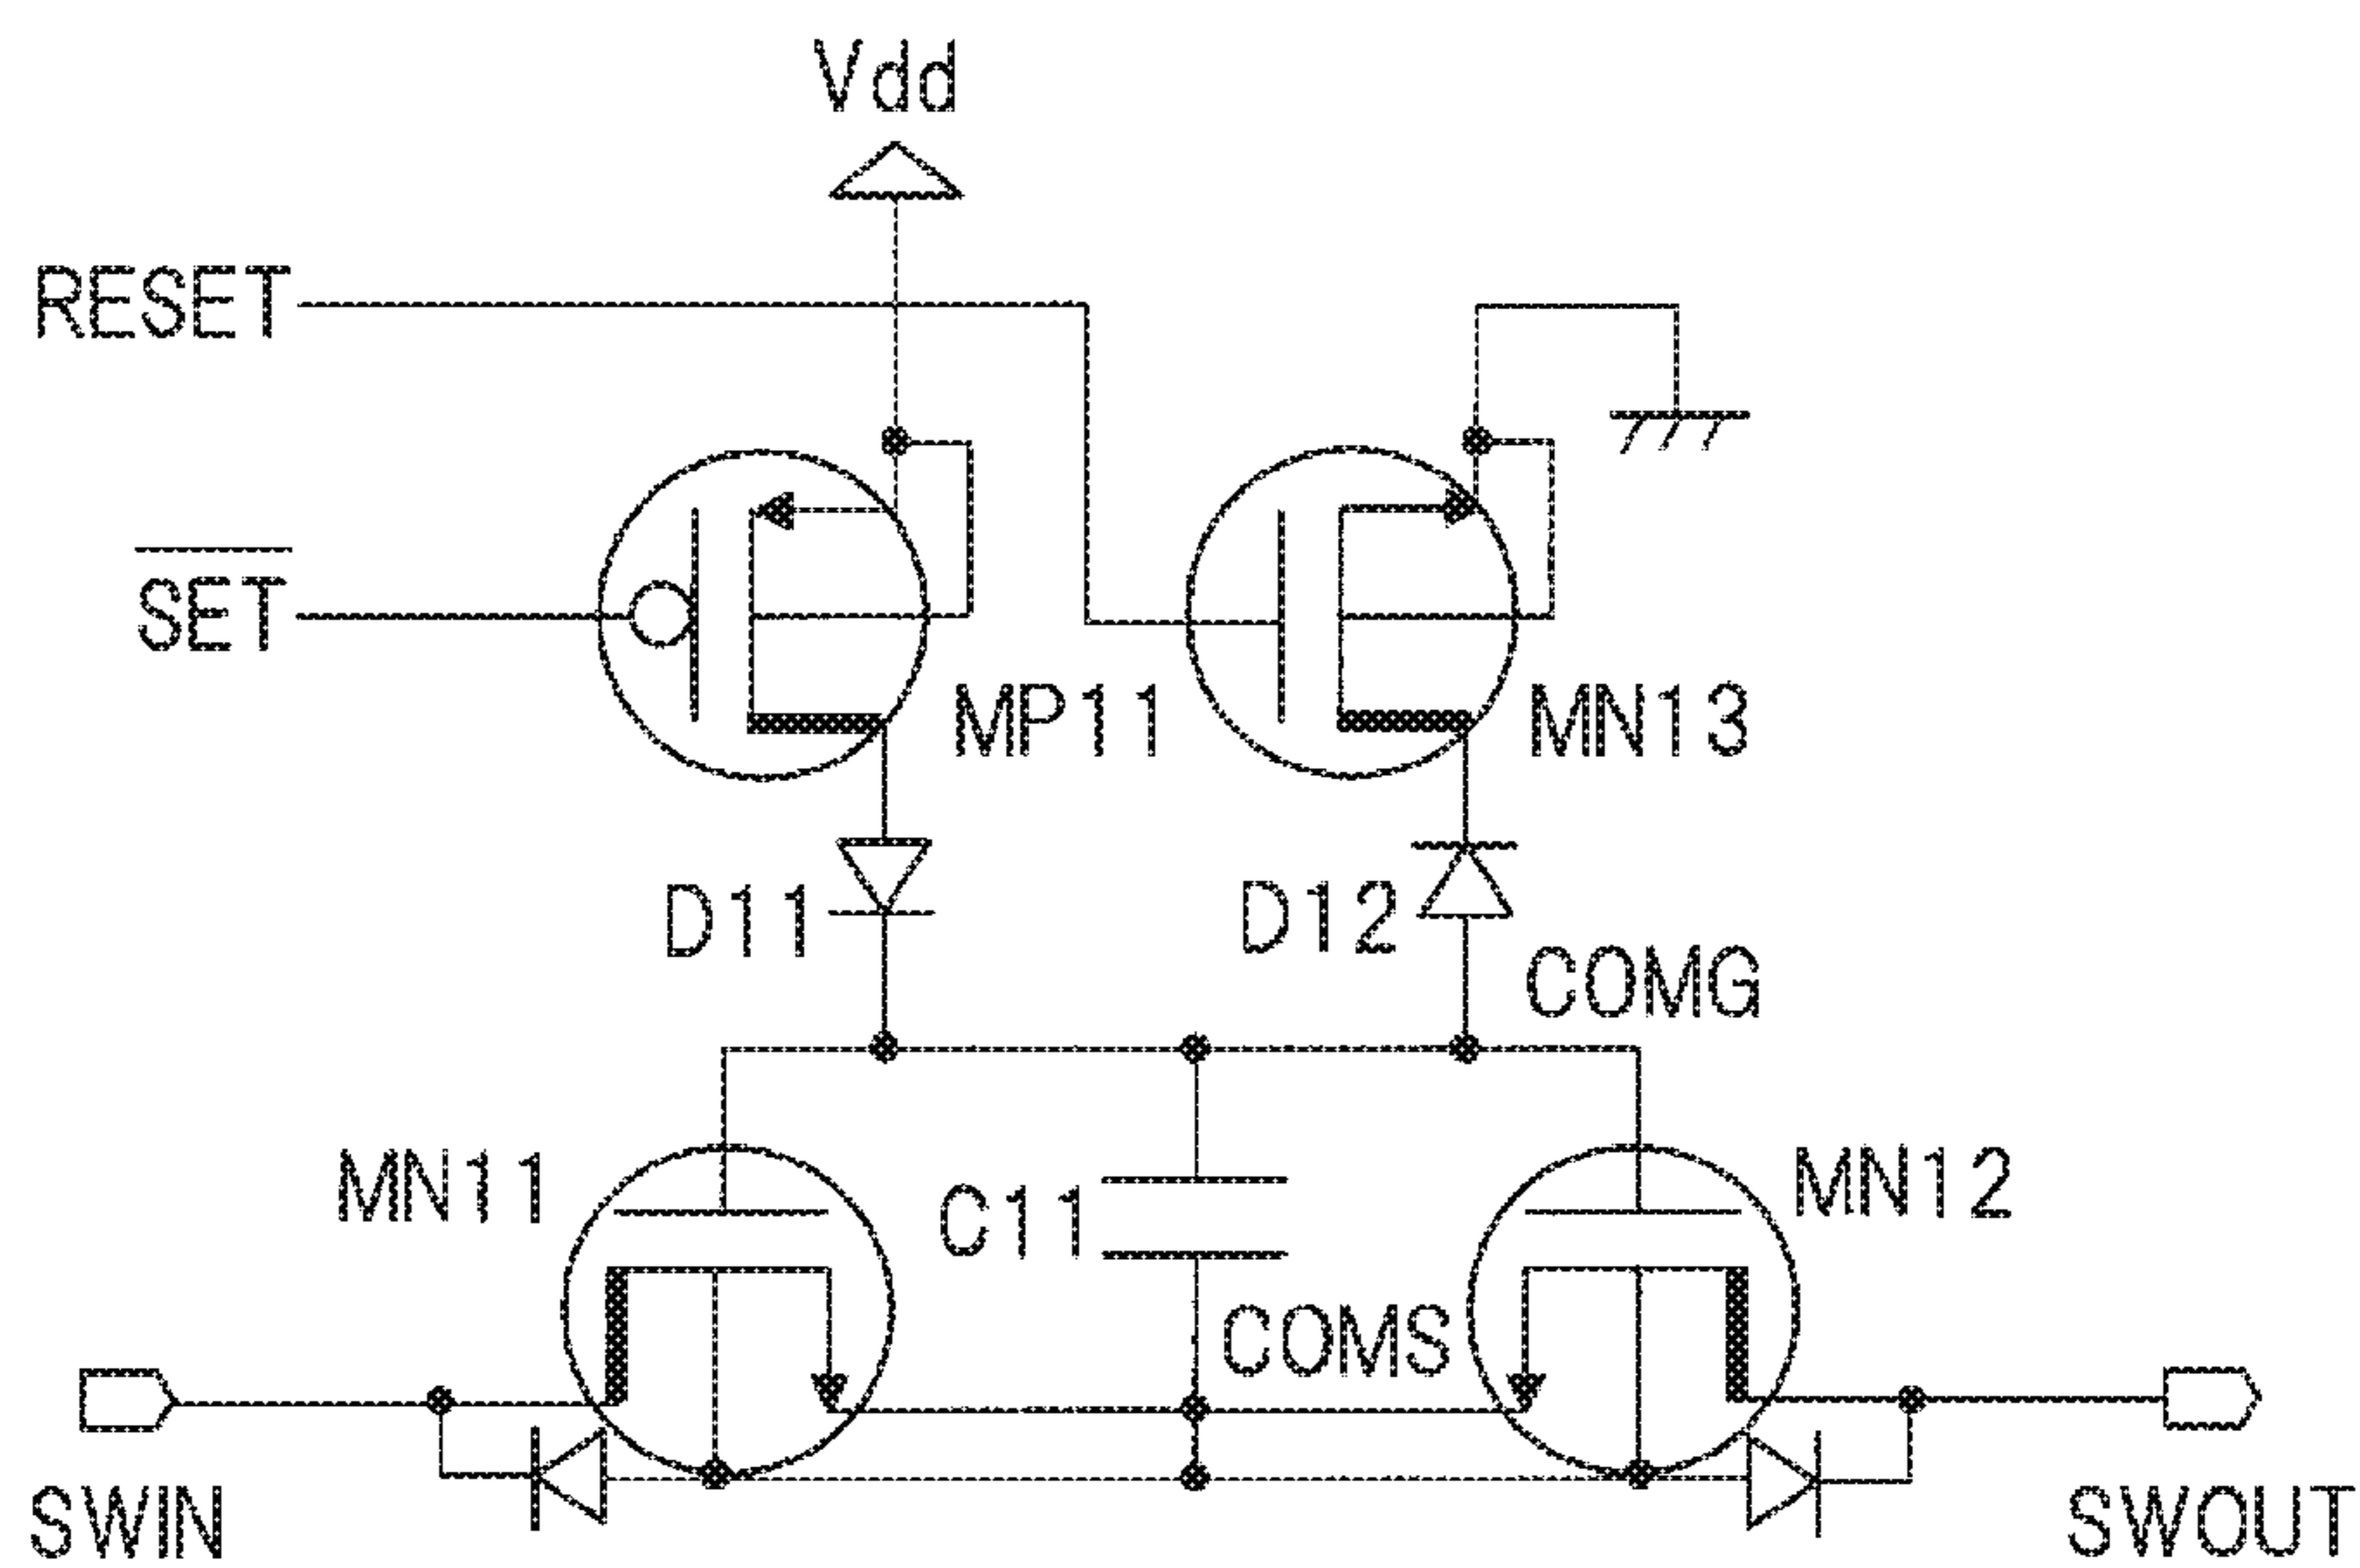 Vdd
RESET
SET
MP11
MN13
D11
D12
COMG
MN11
C11
MN12
COMS
SWIN
SWOUT